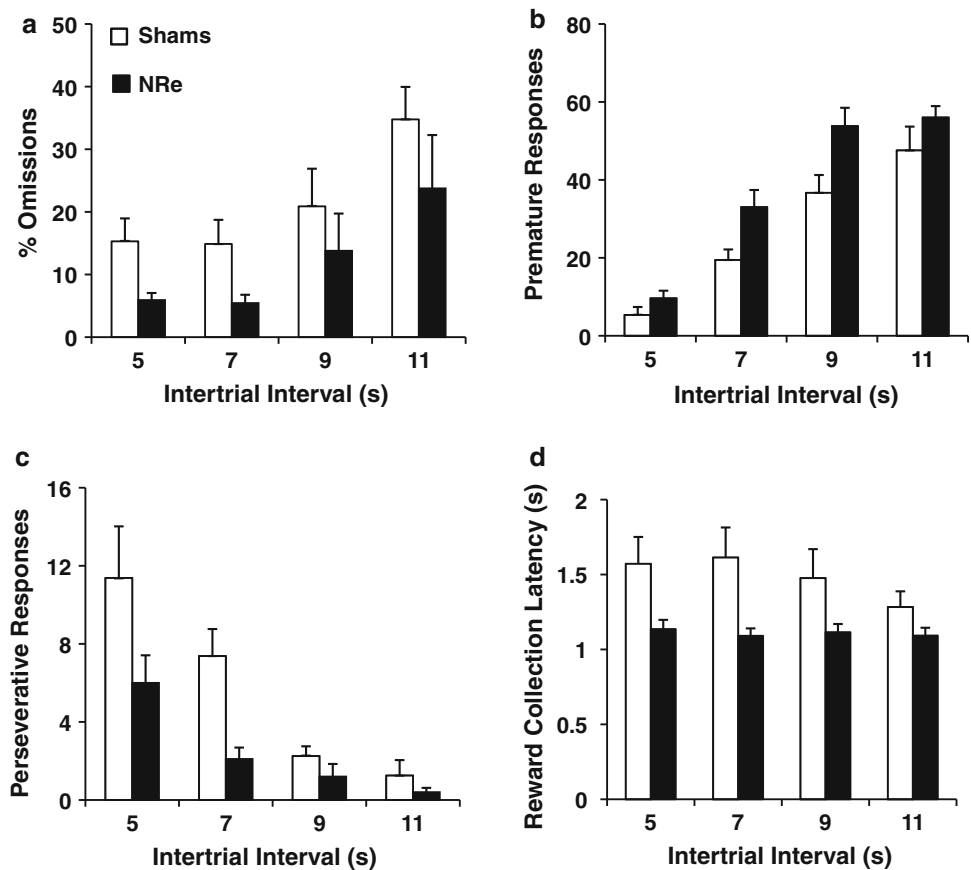 a
50
40
30
20
10
0
% Omissions
Shams
NRe
5 7 9 11
Intertrial Interval (s)
b
80
60
40
20
0
Premature Responses
5 7 9 11
Intertrial Interval (s)
c
16
12
8
4
0
Perseverative Responses
5 7 9 11
Intertrial Interval (s)
d
2
1.5
1
0.5
0
Reward Collection Latency (s)
5 7 9 11
Intertrial Interval (s)